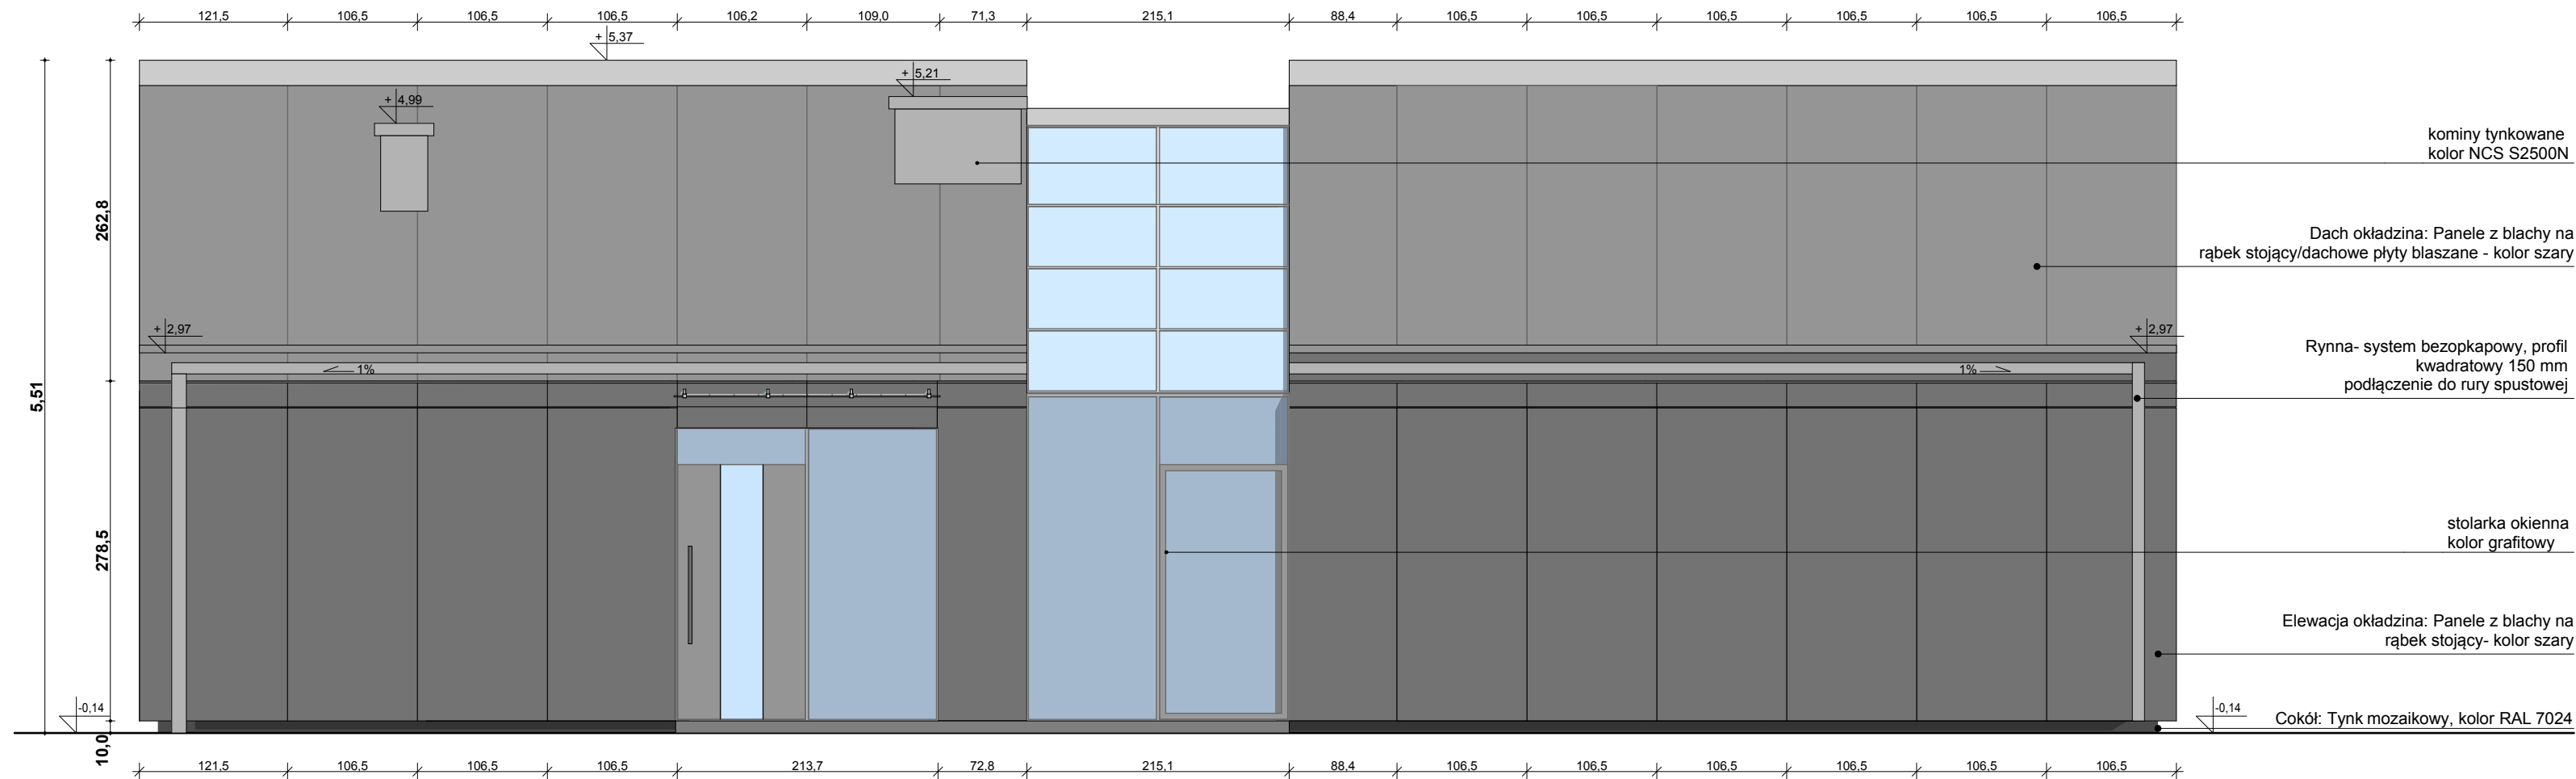 121,5 106,5 106,5 106,5 106,2 109,0 71,3 215,1 88,4 106,5 106,5 106,5 106,5 106,5 106,5
+ 5,37
+ 5,21
+ 4,99
kominy tynkowane
kolor NCS S2500N
262,8
Dach okładzina: Panele z blachy na
rąbek stojący/dachowe płyty blaszane - kolor szary
+ 2,97
+ 2,97
Rynna- system bezopkapowy, profil
kwadratowy 150 mm
podłączenie do rury spustowej
1%
1%
5,51
stolarka okienna
kolor grafitowy
278,5
Elewacja okładzina: Panele z blachy na
rąbek stojący- kolor szary
-0,14
-0,14
Cokół: Tynk mozaikowy, kolor RAL 7024
10,0
121,5 106,5 106,5 106,5 213,7 72,8 215,1 88,4 106,5 106,5 106,5 106,5 106,5 106,5